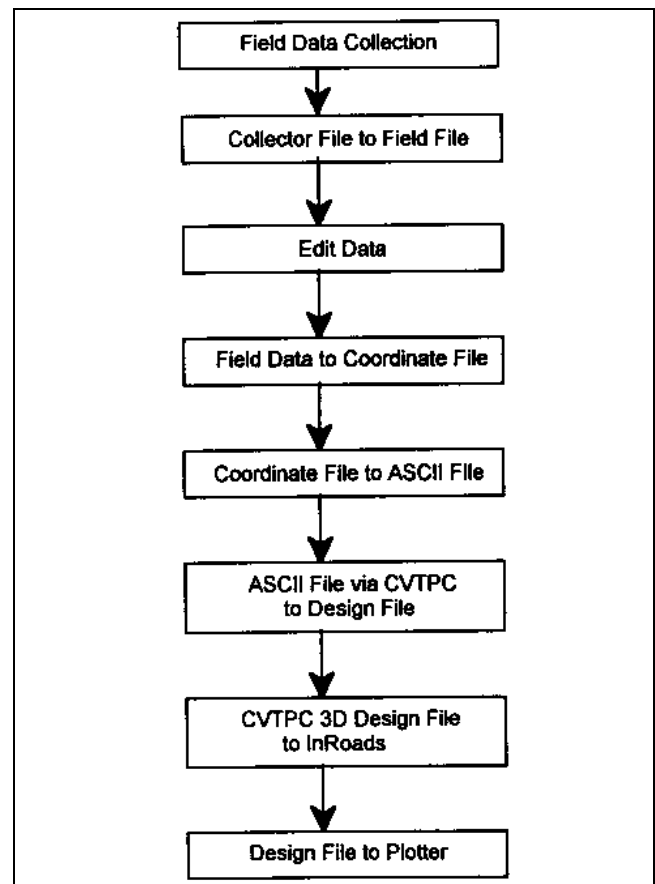 Field Data Collection
Collector File to Field File
Edit Data
Field Data to Coordinate File
Coordinate File to ASCII File
ASCII File via CVTPC
to Design File
CVTPC 3D Design File
to InRoads
Design File to Plotter